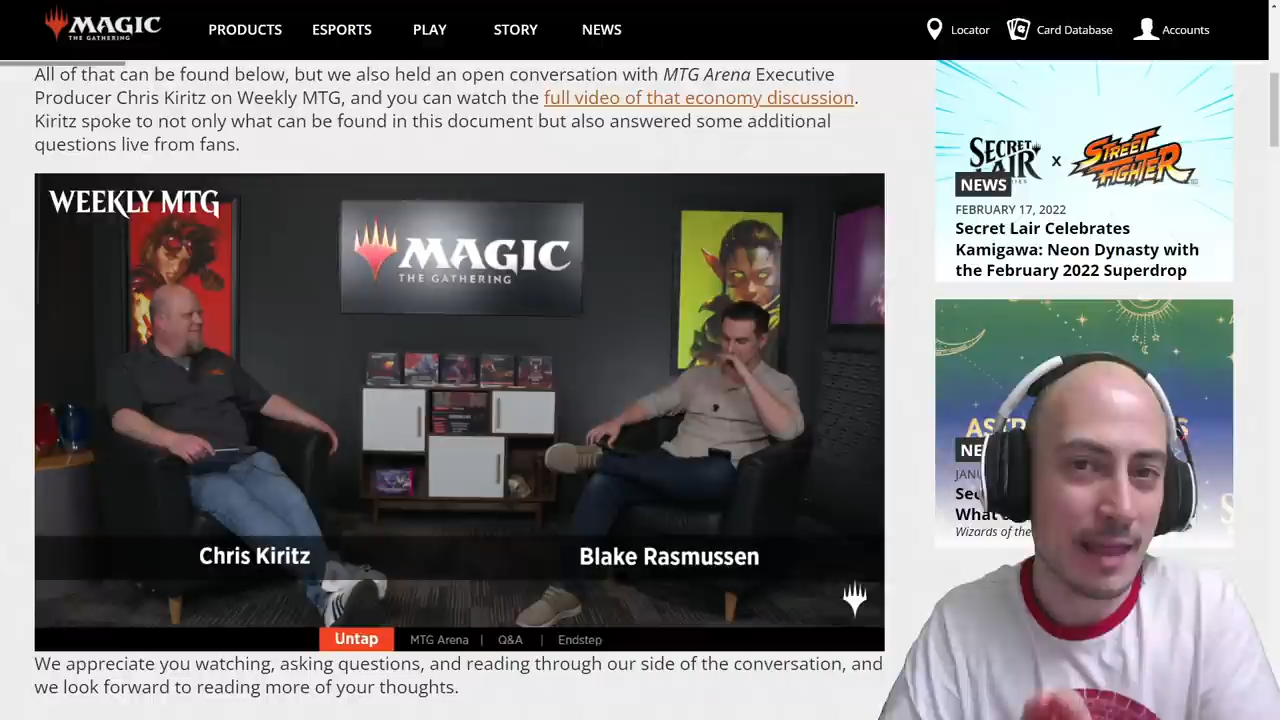 MAGIC
THE GATHERING
PRODUCTS
ESPORTS
PLAY
STORY
NEWS
Locator
Card Database
Accounts
All of that can be found below, but we also held an open conversation with MTG Arena Executive
Producer Chris Kiritz on Weekly MTG, and you can watch the full video of that economy discussion.
Kiritz spoke to not only what can be found in this document but also answered some additional
questions live from fans.
WEEKLY MTG
MAGIC
THE GATHERING
Chris Kiritz
Blake Rasmussen
Untap
MTG Arena | Q&A | Endstep
We appreciate you watching, asking questions, and reading through our side of the conversation, and
we look forward to reading more of your thoughts.
SECRET
LAIR
x
STREET
FIGHTER
NEWS
FEBRUARY 17, 2022
Secret Lair Celebrates
Kamigawa: Neon Dynasty with
the February 2022 Superdrop
Wizards of the